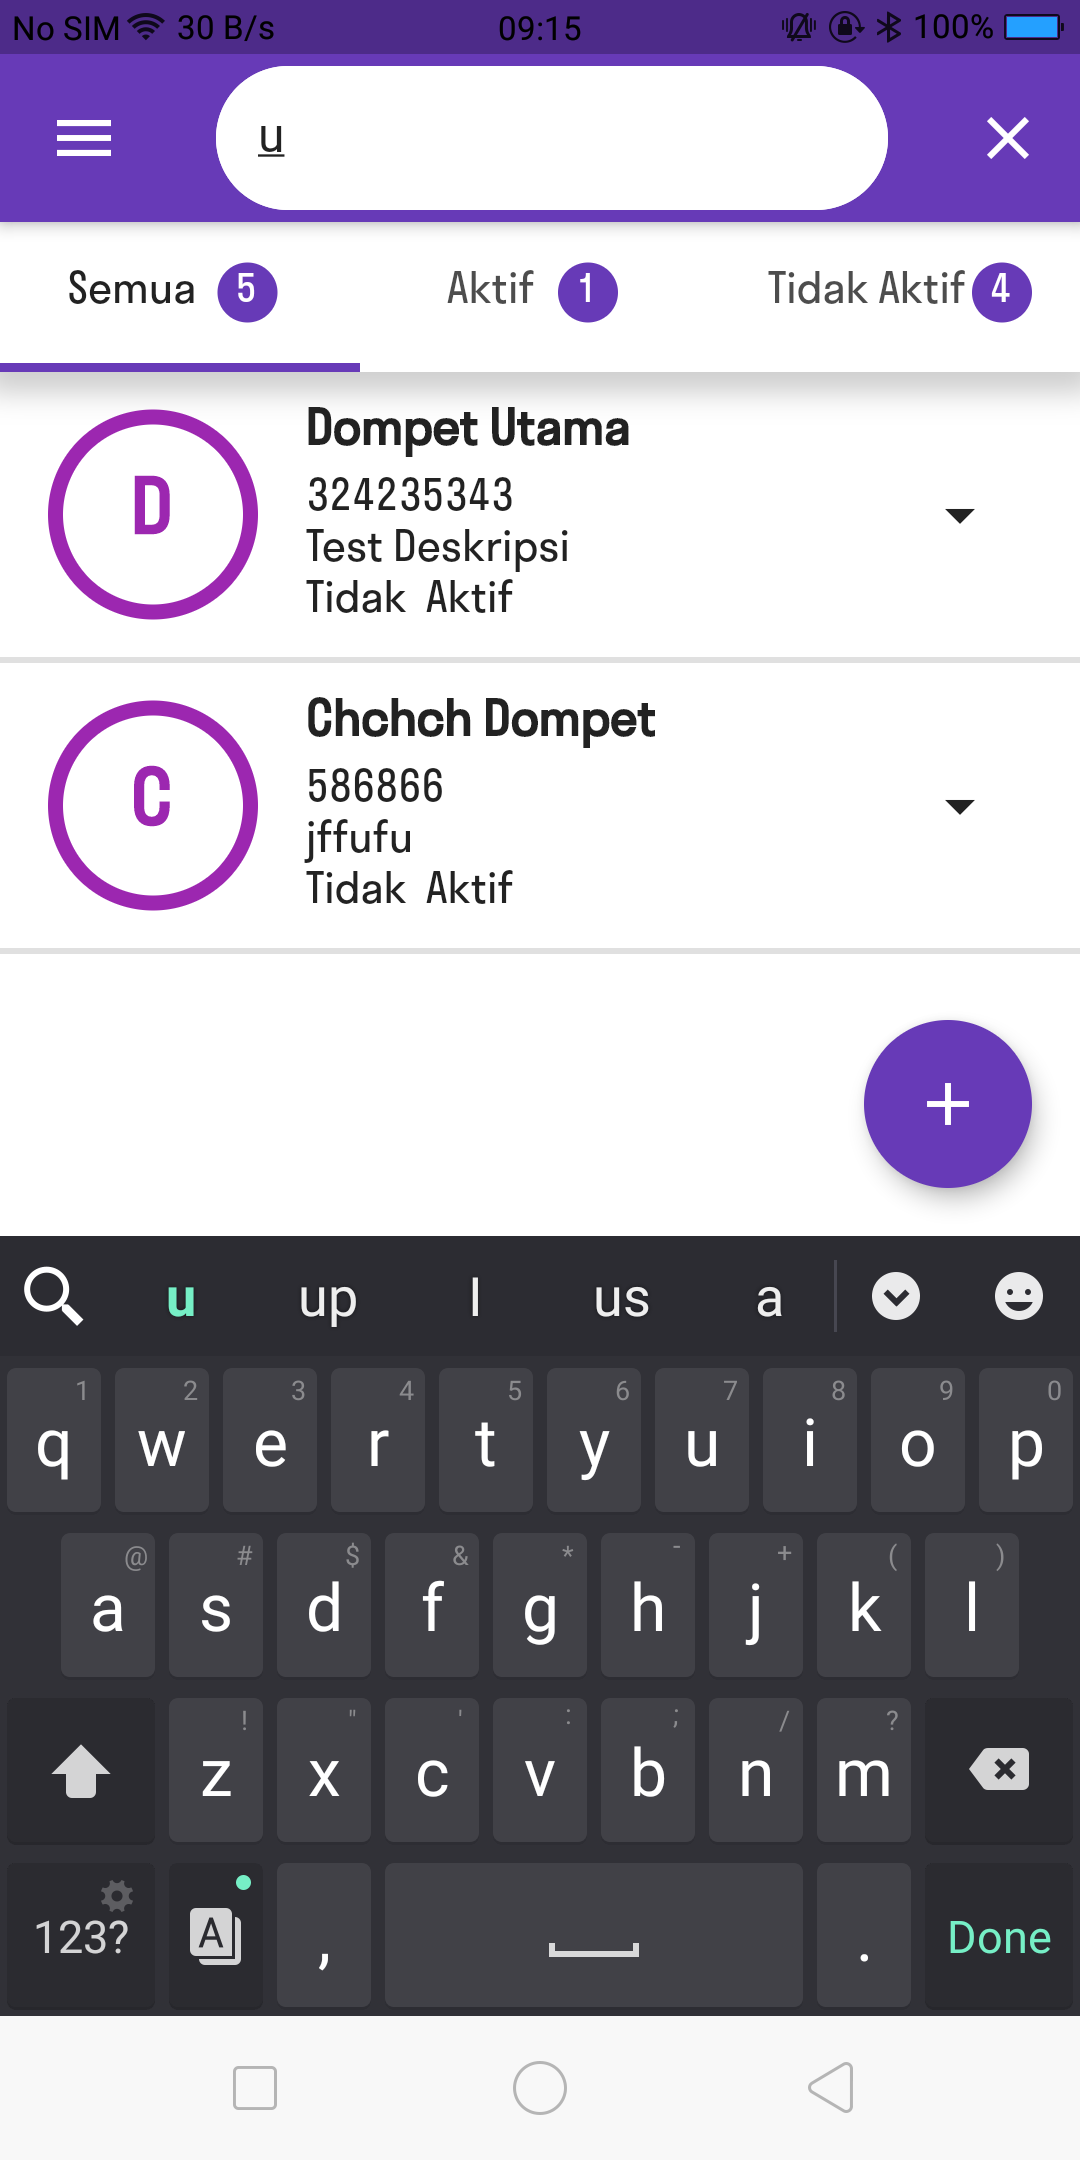 No SIM 30 B/s 09:15 100%
u
Semua 5 Aktif 1 Tidak Aktif 4
D
Dompet Utama
324235343
Test Deskripsi
Tidak Aktif
C
Chchch Dompet
586866
jffufu
Tidak Aktif
+
u up I us a
1 2 3 4 5 6 7 8 9 0
q w e r t y u i o p
@ # $ & * - + ( )
a s d f g h j k l
! " ' : ; / ?
z x c v b n m
123? A , . Done